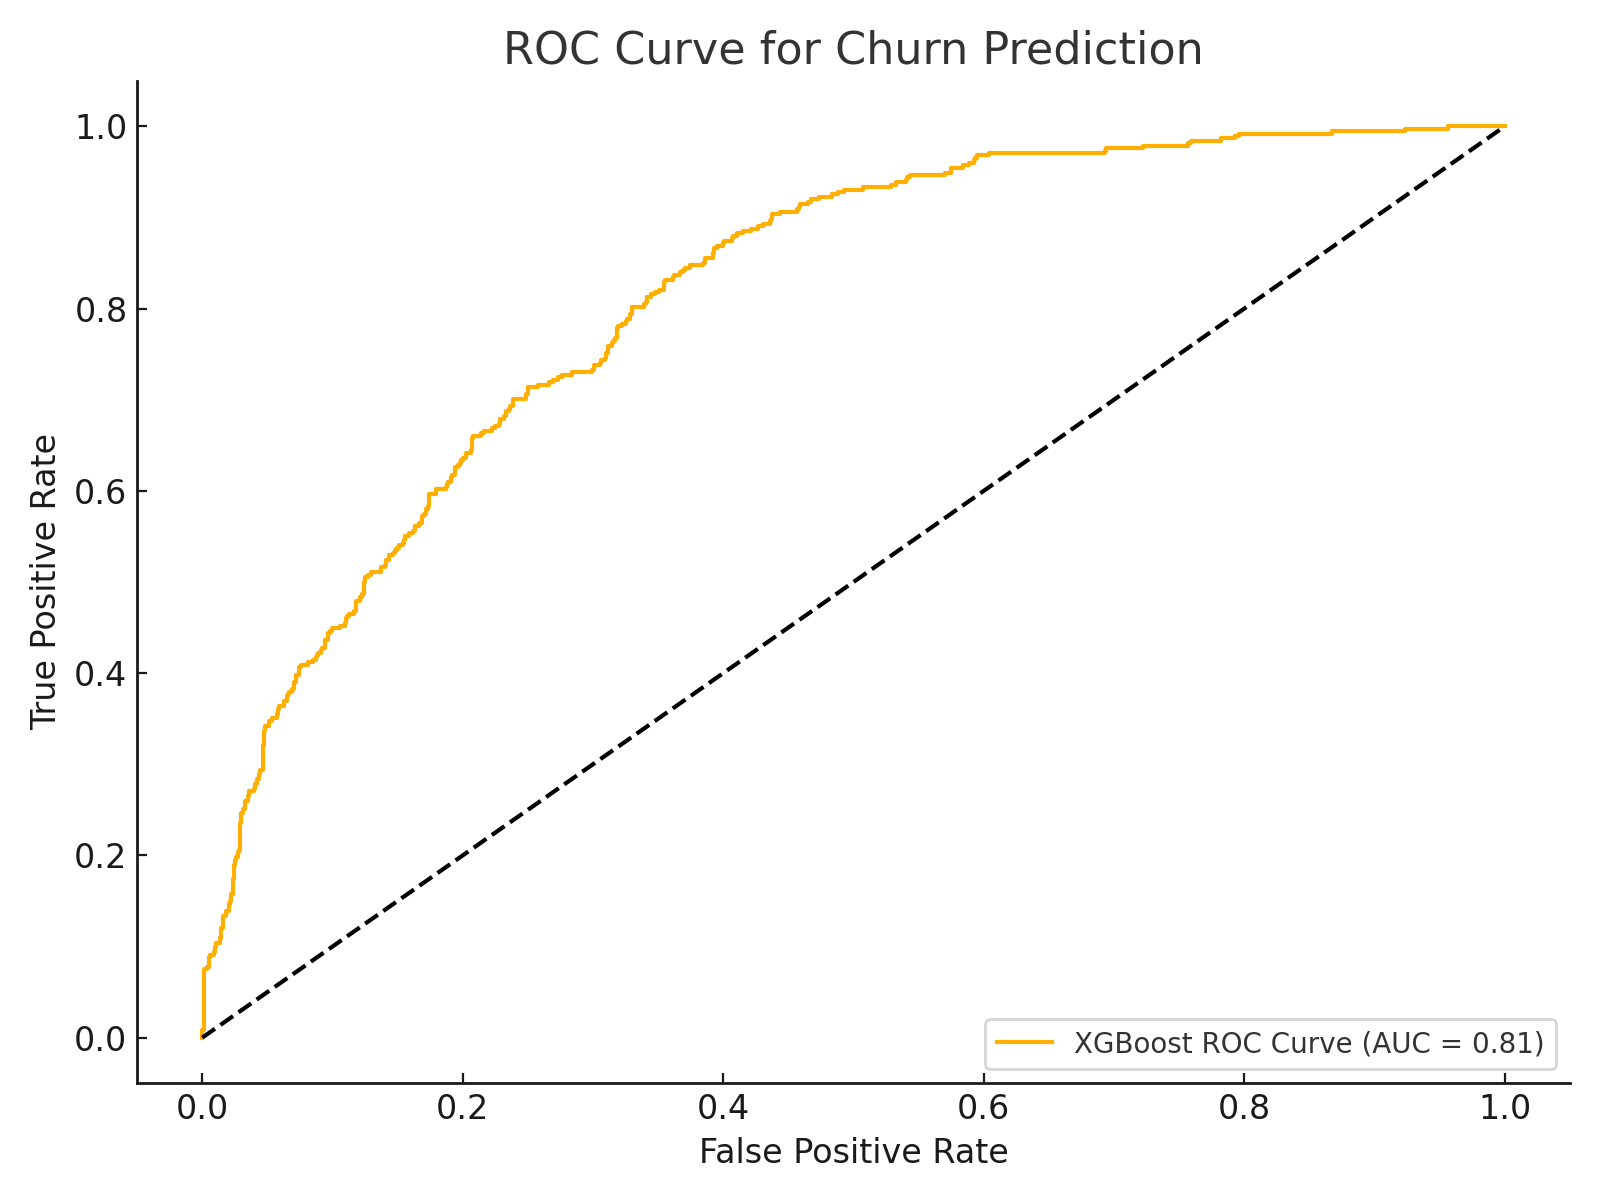 ROC Curve for Churn Prediction
True Positive Rate
1.0
0.8
0.6
0.4
0.2
0.0
XGBoost ROC Curve (AUC = 0.81)
0.0 0.2 0.4 0.6 0.8 1.0
False Positive Rate